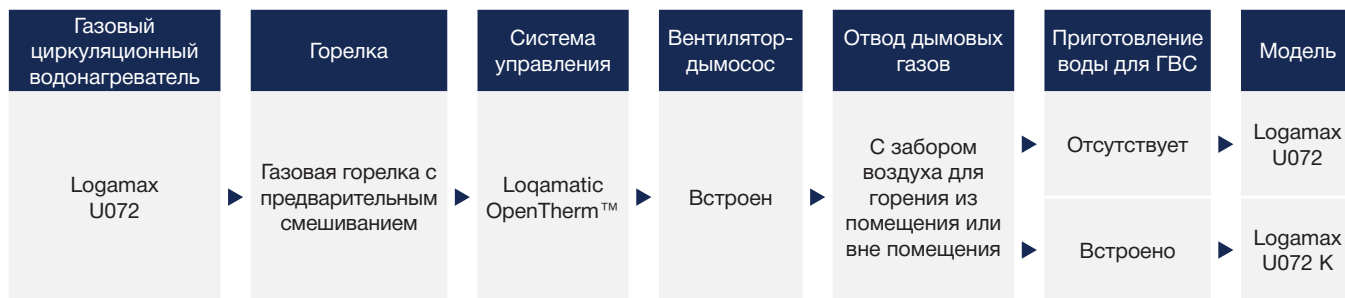 Газовый
циркуляционный
водонагреватель
Горелка
Система
управления
Вентилятор-
дымосос
Отвод дымовых
газов
Приготовление
воды для ГВС
Модель
Logamax
U072
Газовая горелка с
предварительным
смешиванием
Loqamatic
OpenTherm™
Встроен
С забором
воздуха для
горения из
помещения или
вне помещения
Отсутствует
Logamax
U072
Встроено
Logamax
U072 K